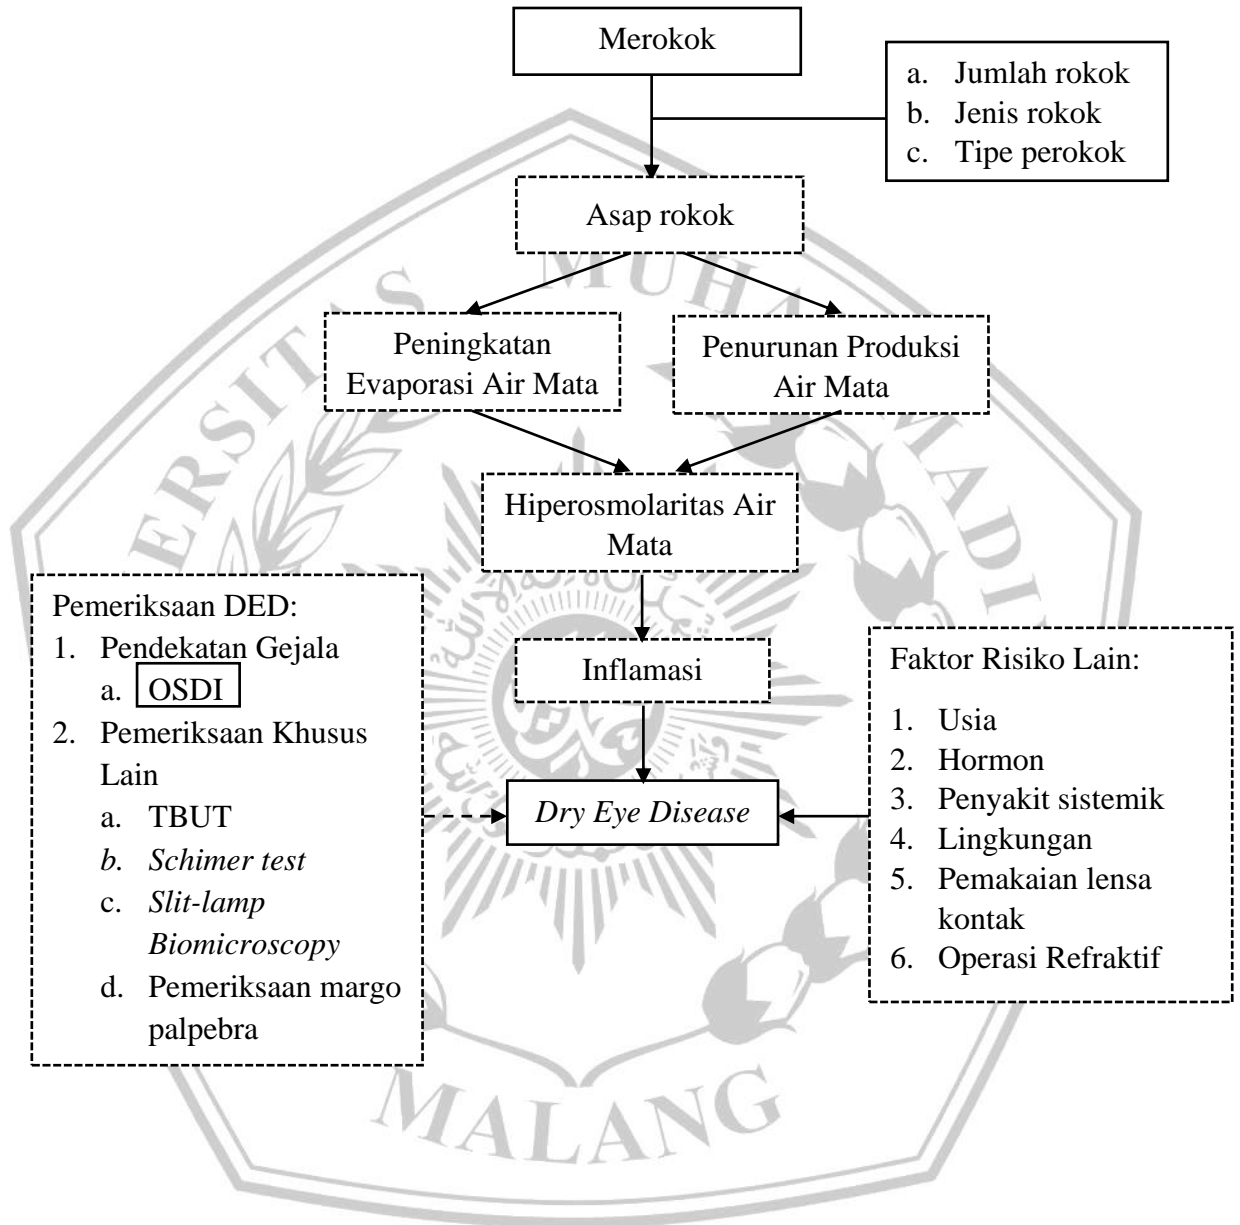 Merokok
a. Jumlah rokok
b. Jenis rokok
c. Tipe perokok
Asap rokok
Peningkatan
Evaporasi Air Mata
Penurunan Produksi
Air Mata
Hiperosmolaritas Air
Mata
Pemeriksaan DED:
1. Pendekatan Gejala
a. OSDI
2. Pemeriksaan Khusus
Lain
a. TBUT
b. Schimer test
c. Slit-lamp
Biomicroscopy
d. Pemeriksaan margo
palpebra
Inflamasi
Dry Eye Disease
Faktor Risiko Lain:
1. Usia
2. Hormon
3. Penyakit sistemik
4. Lingkungan
5. Pemakaian lensa
kontak
6. Operasi Refraktif
ERSITAS MUHAMMADI
MALANG